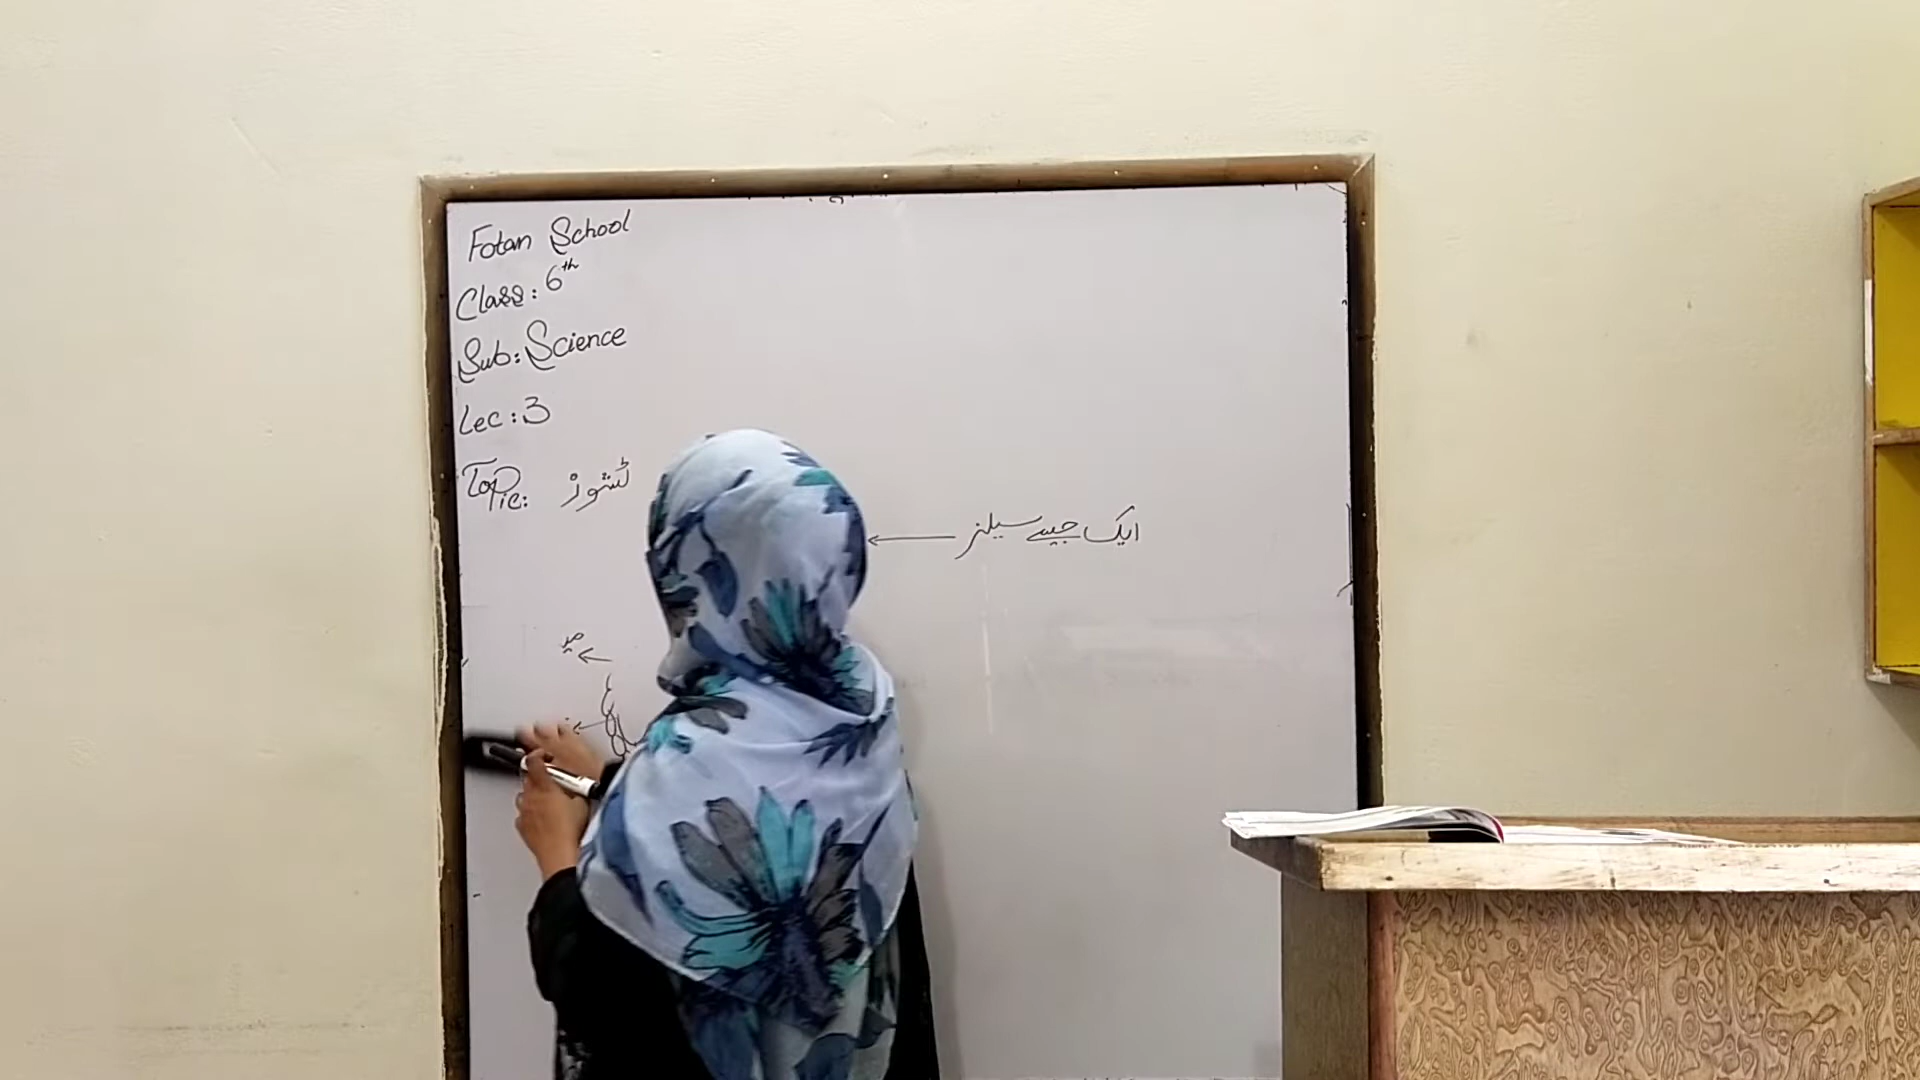 Fotan School
Class: 6th
Sub: Science
Lec: 3
Topic: ٹشوز
ایک جیسے سیلز